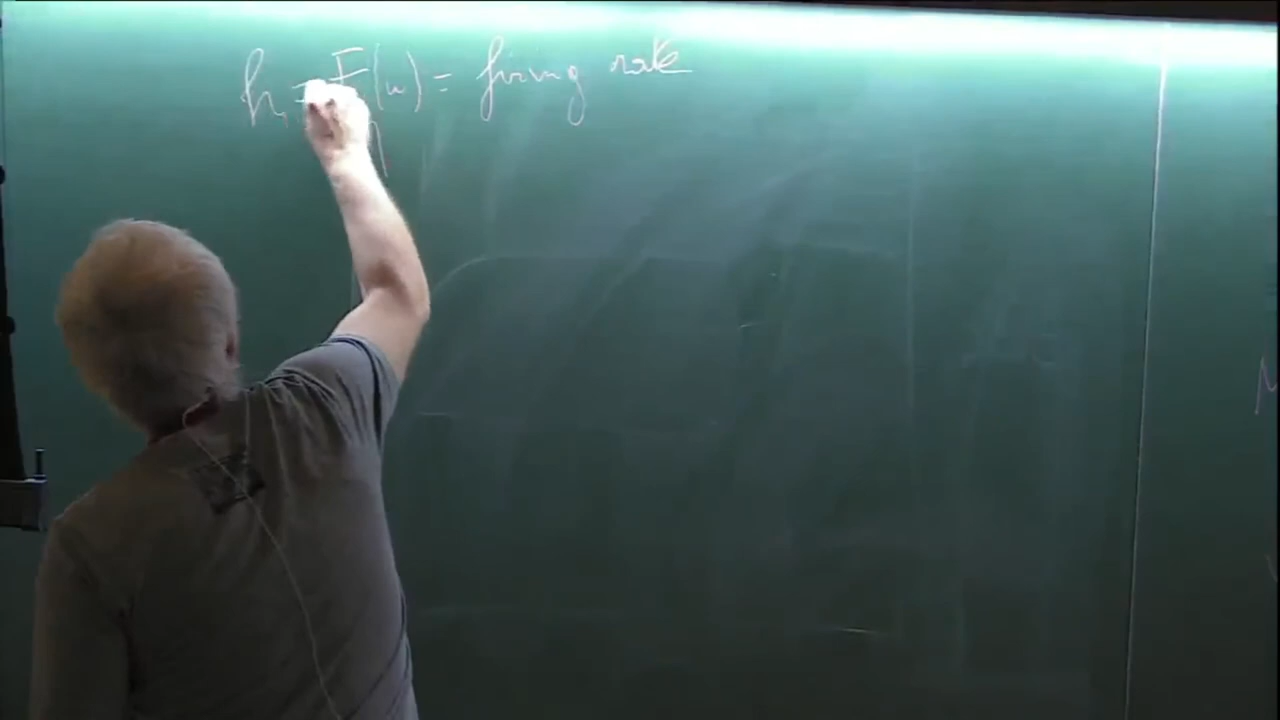 h = F(u) = firing rate